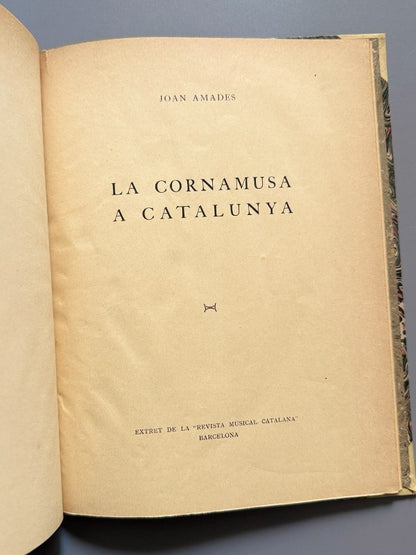 JOAN AMADES
LA CORNAMUSA
A CATALUNYA
EXTRET DE LA "REVISTA MUSICAL CATALANA"
BARCELONA